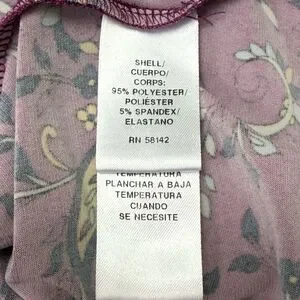 SHELL/
CUERPO/
CORPS:
95% POLYESTER/
POLIÉSTER
5% SPANDEX/
ELASTANO
RN 58142
TEMPERATURA
PLANCHAR A BAJA
TEMPERATURA
CUANDO
SE NECESITE